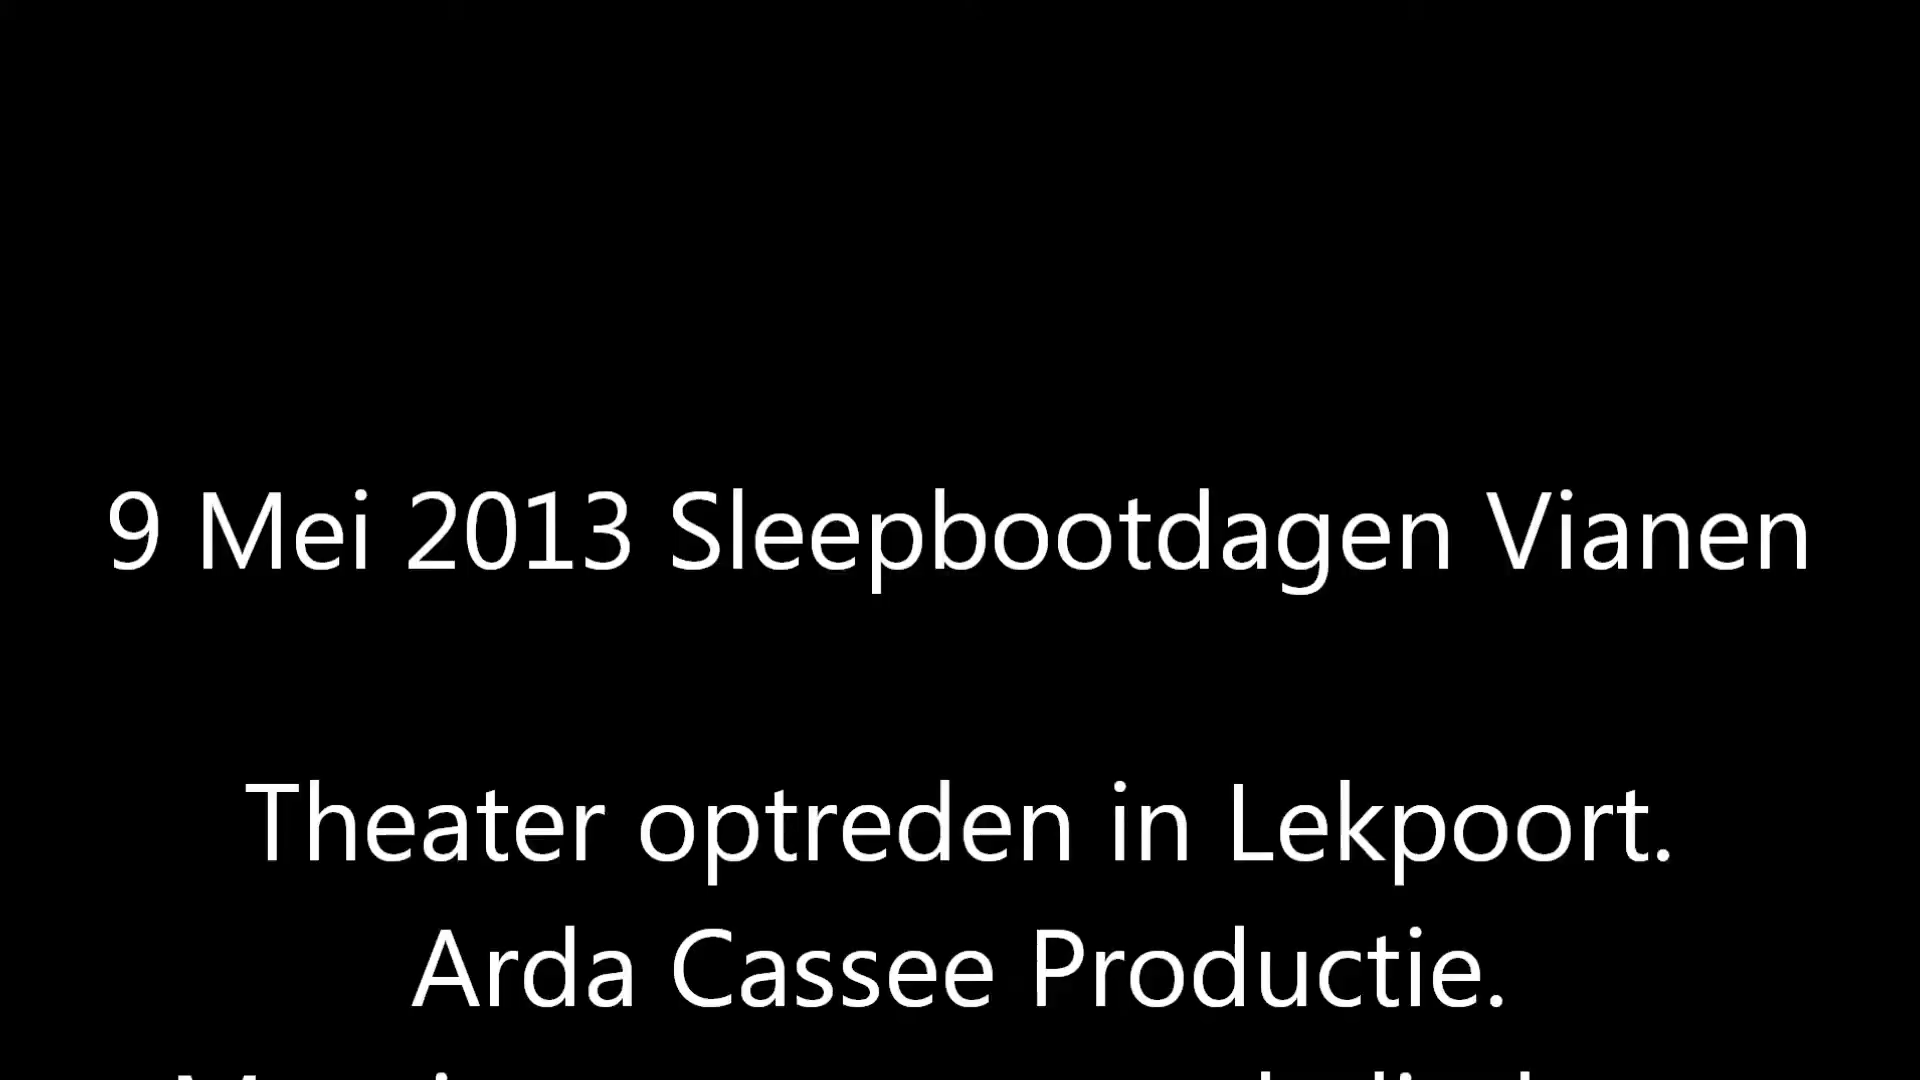 9 Mei 2013 Sleepbootdagen Vianen
Theater optreden in Lekpoort.
Arda Cassee Productie.